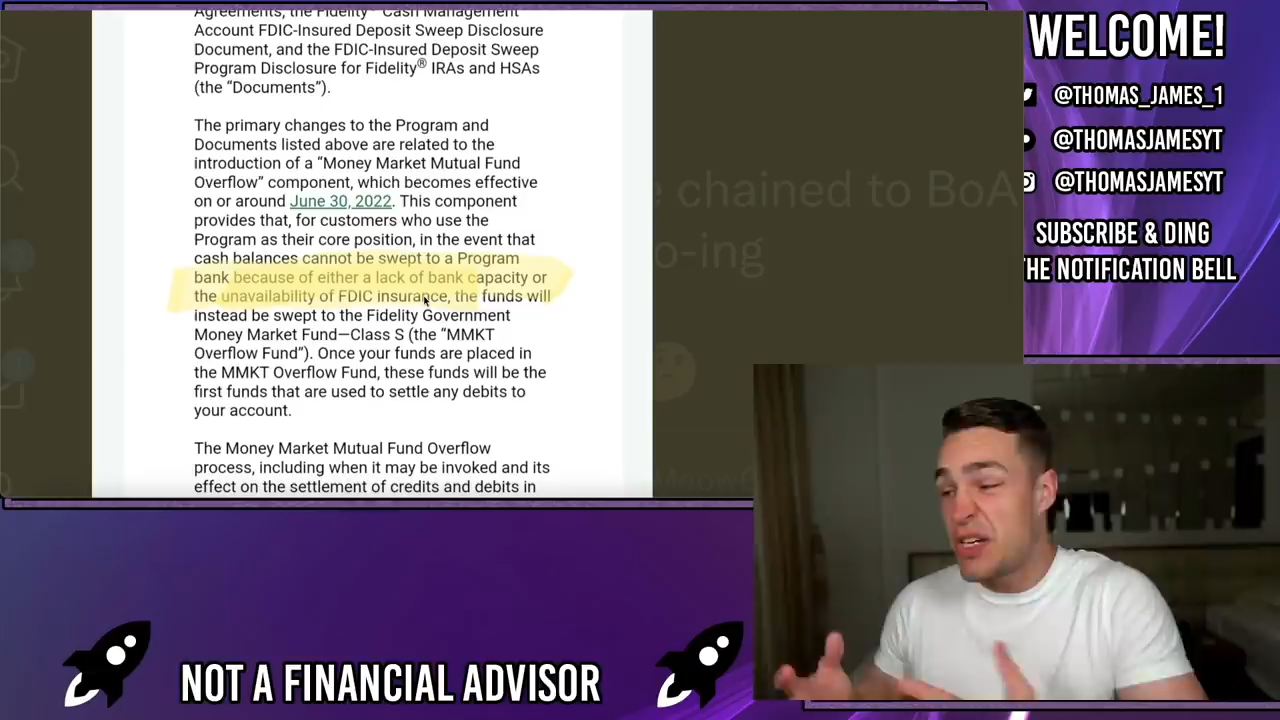 Agreements, the Fidelity® Cash Management
Account FDIC-Insured Deposit Sweep Disclosure
Document, and the FDIC-Insured Deposit Sweep
Program Disclosure for Fidelity® IRAs and HSAs
(the “Documents”).
The primary changes to the Program and
Documents listed above are related to the
introduction of a “Money Market Mutual Fund
Overflow” component, which becomes effective
on or around June 30, 2022. This component
provides that, for customers who use the
Program as their core position, in the event that
cash balances cannot be swept to a Program
bank because of either a lack of bank capacity or
the unavailability of FDIC insurance, the funds will
instead be swept to the Fidelity Government
Money Market Fund—Class S (the “MMKT
Overflow Fund”). Once your funds are placed in
the MMKT Overflow Fund, these funds will be the
first funds that are used to settle any debits to
your account.
The Money Market Mutual Fund Overflow
process, including when it may be invoked and its
effect on the settlement of credits and debits in
chained to BoA
o-ing
WELCOME!
@THOMAS_JAMES_1
@THOMASJAMESYT
@THOMASJAMESYT
SUBSCRIBE & DING
THE NOTIFICATION BELL
NOT A FINANCIAL ADVISOR